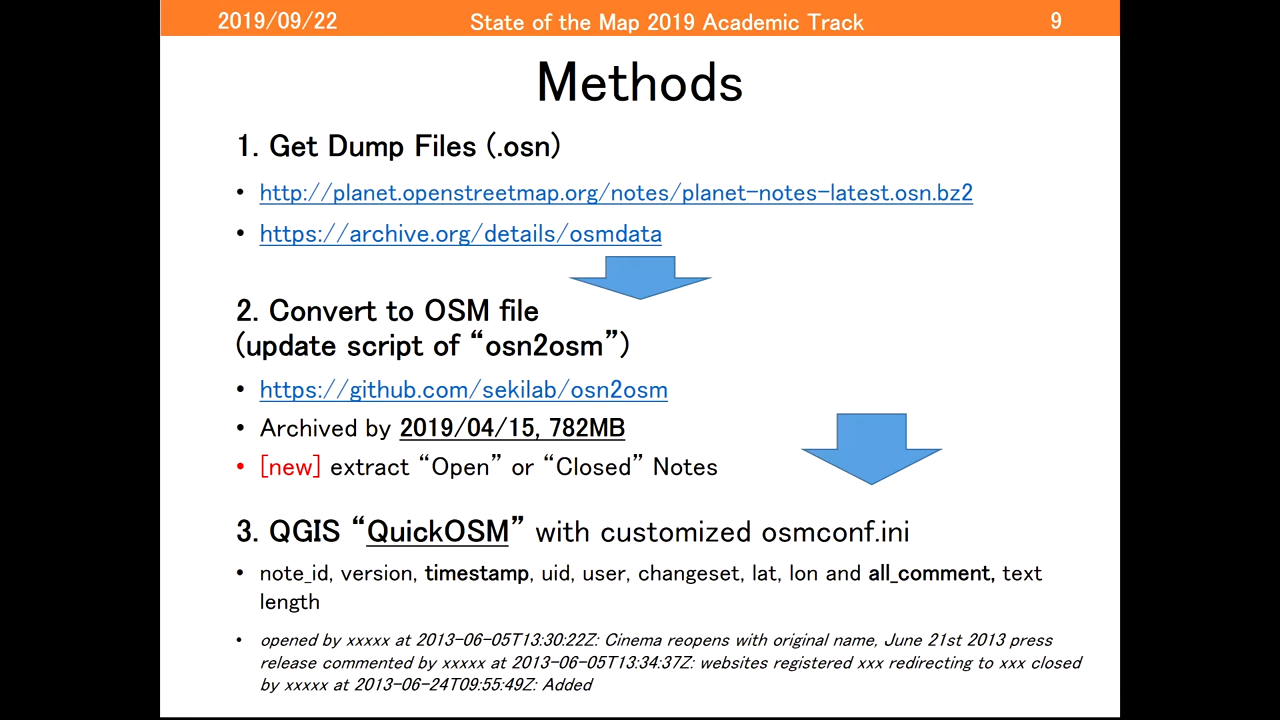 2019/09/22 State of the Map 2019 Academic Track 9
Methods
1. Get Dump Files (.osn)
• http://planet.openstreetmap.org/notes/planet-notes-latest.osn.bz2
• https://archive.org/details/osmdata
2. Convert to OSM file
(update script of “osn2osm”)
• https://github.com/sekilab/osn2osm
• Archived by 2019/04/15, 782MB
• [new] extract “Open” or “Closed” Notes
3. QGIS “QuickOSM” with customized osmconf.ini
• note_id, version, timestamp, uid, user, changeset, lat, lon and all_comment, text
length
• opened by xxxxx at 2013-06-05T13:30:22Z: Cinema reopens with original name, June 21st 2013 press
release commented by xxxxx at 2013-06-05T13:34:37Z: websites registered xxx redirecting to xxx closed
by xxxxx at 2013-06-24T09:55:49Z: Added